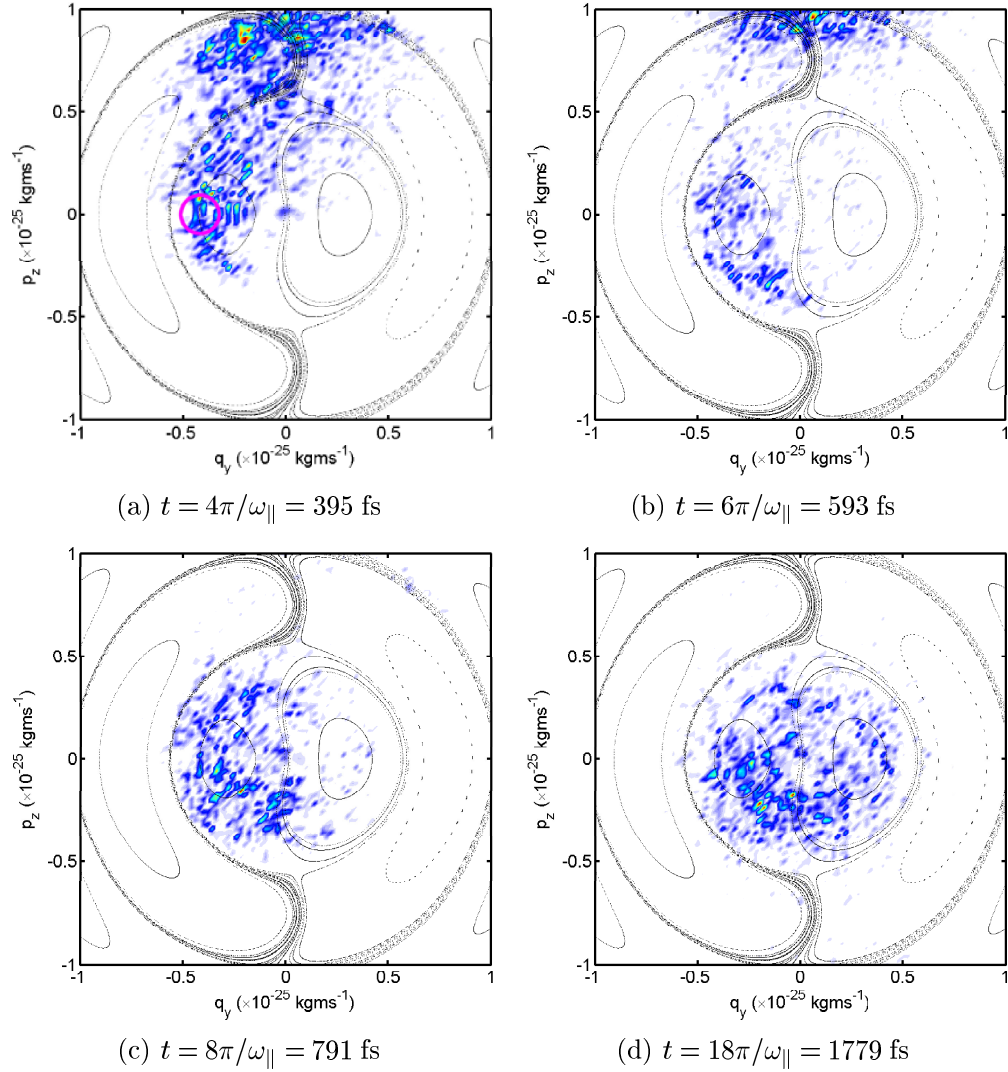 1
0.5
0
-0.5
-1
p_z (×10^-25 kgms^-1)
-1 -0.5 0 0.5 1
q_y (×10^-25 kgms^-1)
(a) t = 4π/ω_∥ = 395 fs
1
0.5
0
-0.5
-1
p_z (×10^-25 kgms^-1)
-1 -0.5 0 0.5 1
q_y (×10^-25 kgms^-1)
(b) t = 6π/ω_∥ = 593 fs
1
0.5
0
-0.5
-1
p_z (×10^-25 kgms^-1)
-1 -0.5 0 0.5 1
q_y (×10^-25 kgms^-1)
(c) t = 8π/ω_∥ = 791 fs
1
0.5
0
-0.5
-1
p_z (×10^-25 kgms^-1)
-1 -0.5 0 0.5 1
q_y (×10^-25 kgms^-1)
(d) t = 18π/ω_∥ = 1779 fs